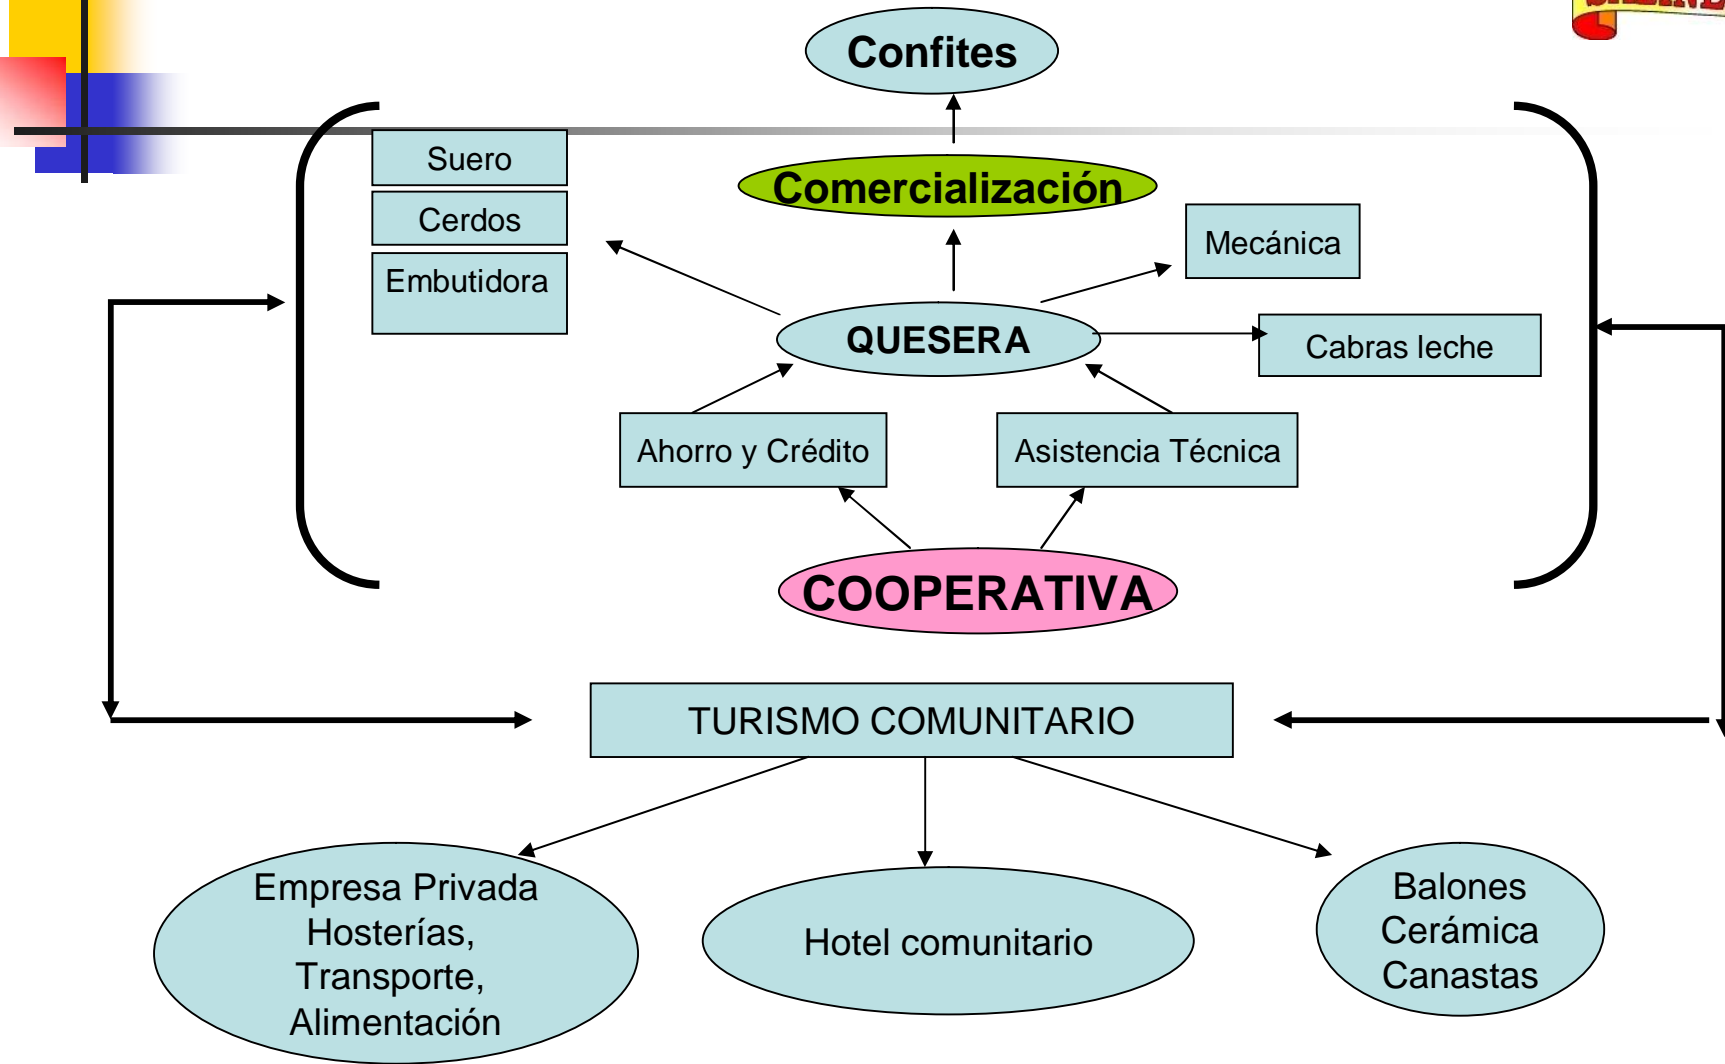 Confites
Suero
Comercialización
Cerdos
Mecánica
Embutidora
QUESERA
Cabras leche
Ahorro y Crédito
Asistencia Técnica
COOPERATIVA
TURISMO COMUNITARIO
Empresa Privada
Hosterías,
Transporte,
Alimentación
Hotel comunitario
Balones
Cerámica
Canastas